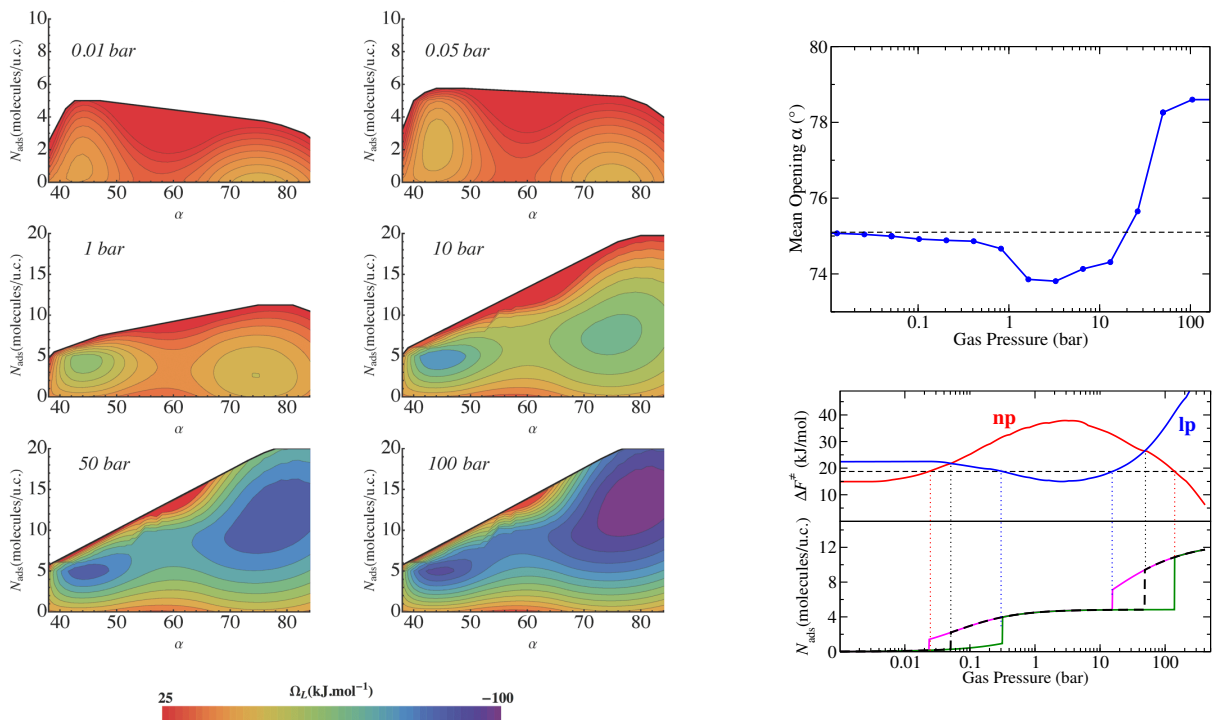 0.01 bar
N_ads(molecules/u.c.)
10
8
6
4
2
0
40 50 60 70 80
α
0.05 bar
N_ads(molecules/u.c.)
10
8
6
4
2
0
40 50 60 70 80
α
1 bar
N_ads(molecules/u.c.)
20
15
10
5
0
40 50 60 70 80
α
10 bar
N_ads(molecules/u.c.)
20
15
10
5
0
40 50 60 70 80
α
50 bar
N_ads(molecules/u.c.)
20
15
10
5
0
40 50 60 70 80
α
100 bar
N_ads(molecules/u.c.)
20
15
10
5
0
40 50 60 70 80
α
25 Ω_L(kJ.mol⁻¹) −100
Mean Opening α (°)
80
78
76
74
0.1 1 10 100
Gas Pressure (bar)
ΔF^≠ (kJ/mol)
40
30
20
10
np
lp
N_ads(molecules/u.c.)
12
8
4
0
0.01 0.1 1 10 100
Gas Pressure (bar)